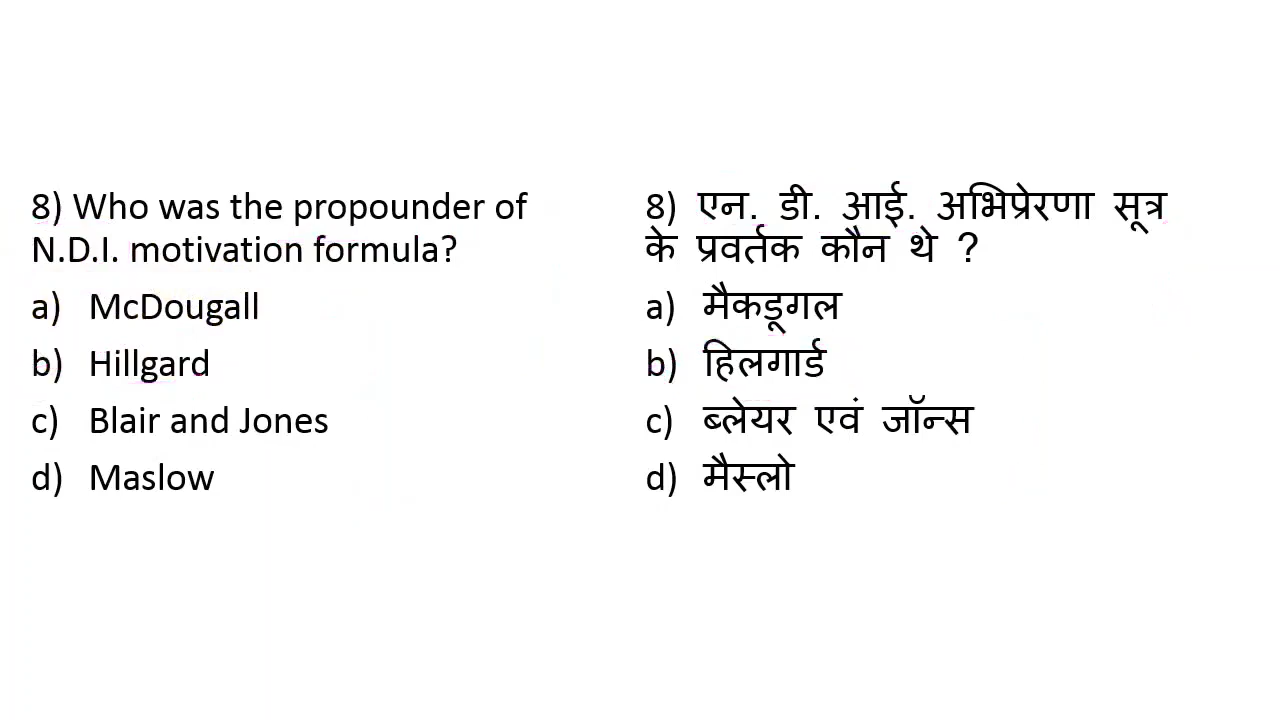 8) Who was the propounder of
N.D.I. motivation formula?
a) McDougall
b) Hillgard
c) Blair and Jones
d) Maslow
8) एन. डी. आई. अभिप्रेरणा सूत्र
के प्रवर्तक कौन थे ?
a) मैकडूगल
b) हिलगार्ड
c) ब्लेयर एवं जॉन्स
d) मैस्लो